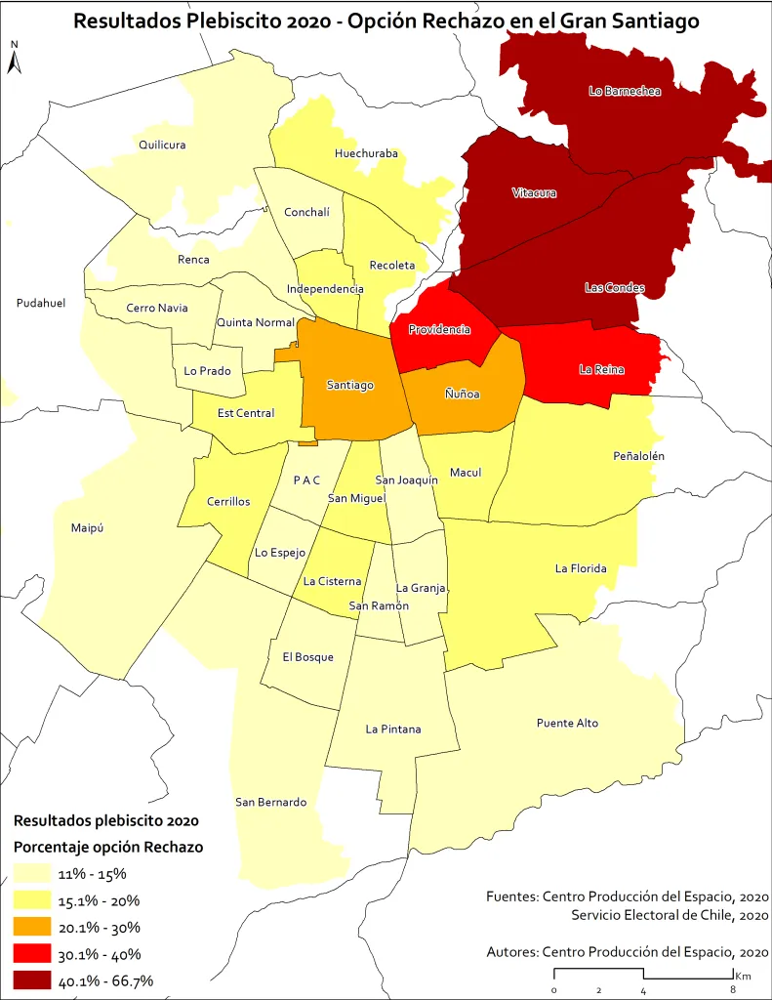 Resultados Plebiscito 2020 - Opción Rechazo en el Gran Santiago
N
Lo Barnechea
Quilicura
Huechuraba
Vitacura
Conchalí
Renca
Recoleta
Independencia
Las Condes
Pudahuel
Cerro Navia
Quinta Normal
Providencia
Lo Prado
La Reina
Santiago
Ñuñoa
Est Central
Peñalolén
P A C
San Joaquín
Macul
Cerrillos
San Miguel
Maipú
Lo Espejo
La Florida
La Cisterna
La Granja
San Ramón
El Bosque
Puente Alto
La Pintana
San Bernardo
Resultados plebiscito 2020
Porcentaje opción Rechazo
11% - 15%
15.1% - 20%
20.1% - 30%
30.1% - 40%
40.1% - 66.7%
Fuentes: Centro Producción del Espacio, 2020
Servicio Electoral de Chile, 2020
Autores: Centro Producción del Espacio, 2020
Km
0 2 4 8